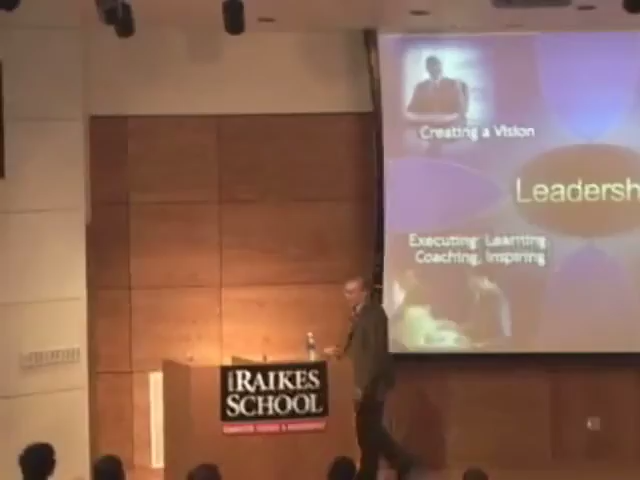 Creating a Vision
Leadersh
Executing: Learning
Coaching, Inspiring
RAIKES
SCHOOL